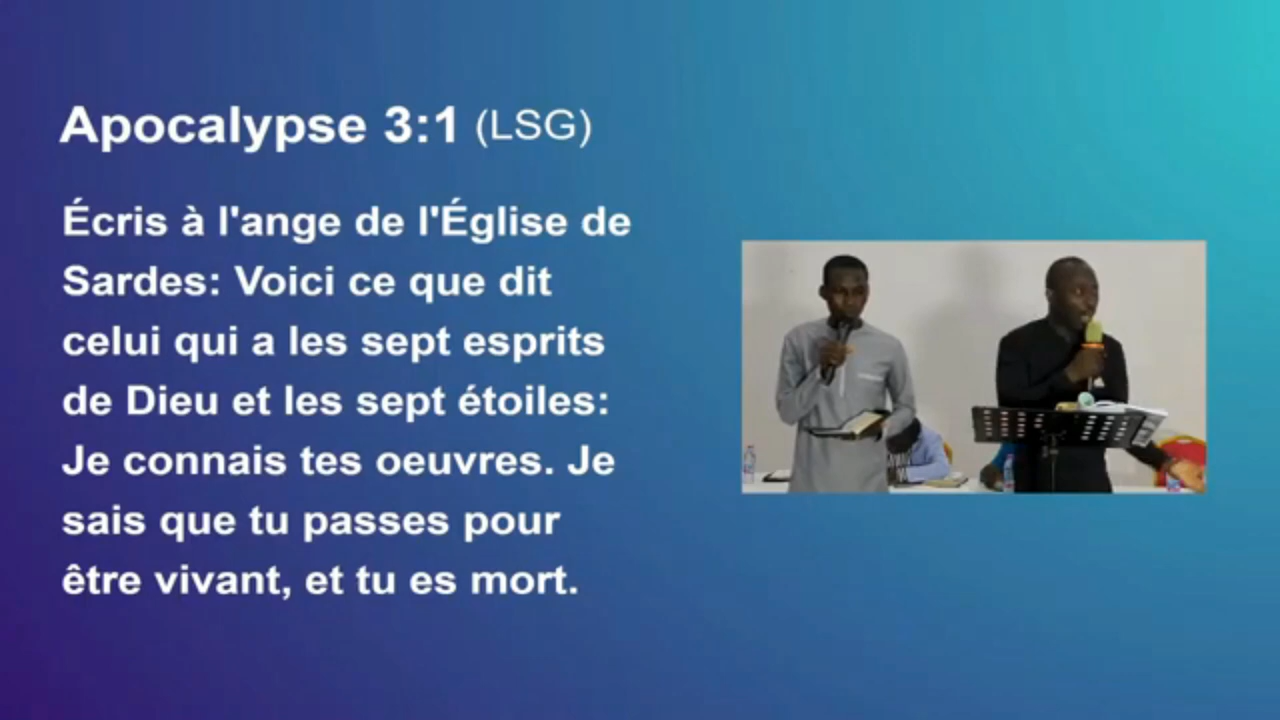 Apocalypse 3:1 (LSG)
Écris à l'ange de l'Église de
Sardes: Voici ce que dit
celui qui a les sept esprits
de Dieu et les sept étoiles:
Je connais tes oeuvres. Je
sais que tu passes pour
être vivant, et tu es mort.